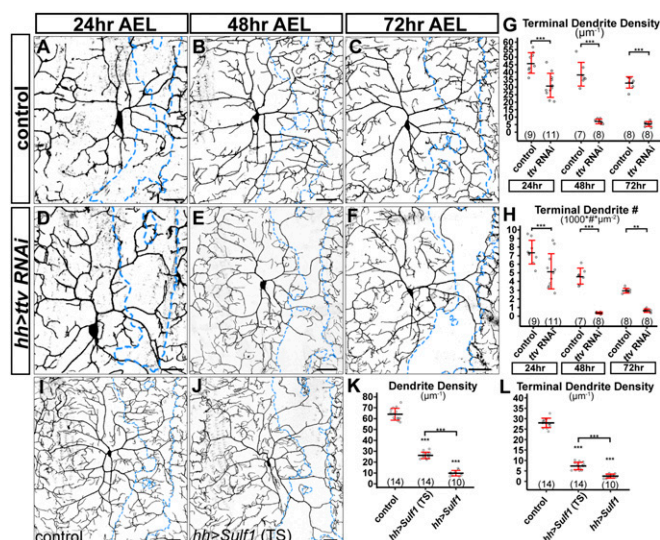 24hr AEL 48hr AEL 72hr AEL
control
hh>ttv RNAi
A B C
D E F
I J
control
hh>Sulf1 (TS)
G Terminal Dendrite Density
(μm-1)
60
55
50
45
40
35
30
25
20
15
10
5
0
*** *** ***
(9) (11) (7) (8) (8) (8)
control ttv RNAi control ttv RNAi control ttv RNAi
24hr 48hr 72hr
H Terminal Dendrite #
(1000*#*μm-2)
10
9
8
7
6
5
4
3
2
1
0
*** *** **
(9) (11) (7) (8) (8) (8)
control ttv RNAi control ttv RNAi control ttv RNAi
24hr 48hr 72hr
K Dendrite Density
(μm-1)
80
70
60
50
40
30
20
10
0
***
*** ***
(14) (14) (10)
control hh>Sulf1 (TS) hh>Sulf1
L Terminal Dendrite Density
(μm-1)
40
35
30
25
20
15
10
5
0
***
*** ***
(14) (14) (10)
control hh>Sulf1 (TS) hh>Sulf1